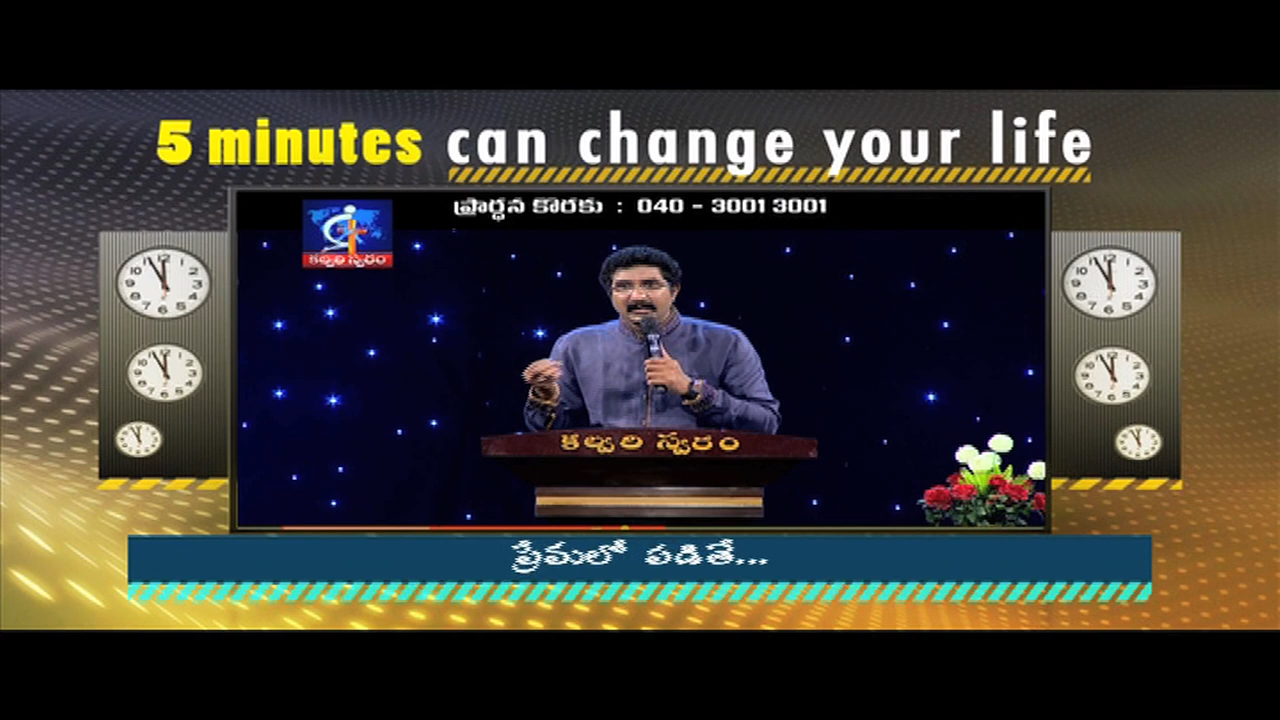 5 minutes can change your life
ప్రార్థన కొరకు : 040 - 3001 3001
కల్వరి స్వరం
కల్వరి స్వరం
ప్రేమలో పడితే...